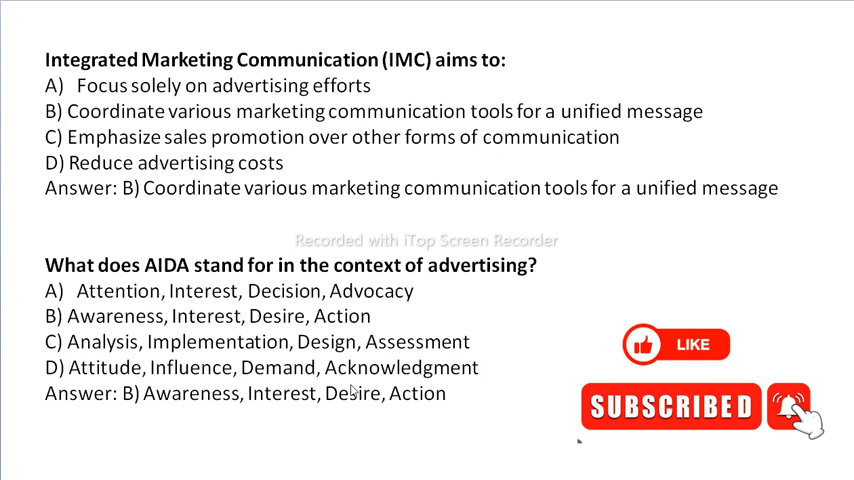 Integrated Marketing Communication (IMC) aims to:
A) Focus solely on advertising efforts
B) Coordinate various marketing communication tools for a unified message
C) Emphasize sales promotion over other forms of communication
D) Reduce advertising costs
Answer: B) Coordinate various marketing communication tools for a unified message
Recorded with iTop Screen Recorder
What does AIDA stand for in the context of advertising?
A) Attention, Interest, Decision, Advocacy
B) Awareness, Interest, Desire, Action
C) Analysis, Implementation, Design, Assessment
D) Attitude, Influence, Demand, Acknowledgment
Answer: B) Awareness, Interest, Desire, Action
LIKE
SUBSCRIBED